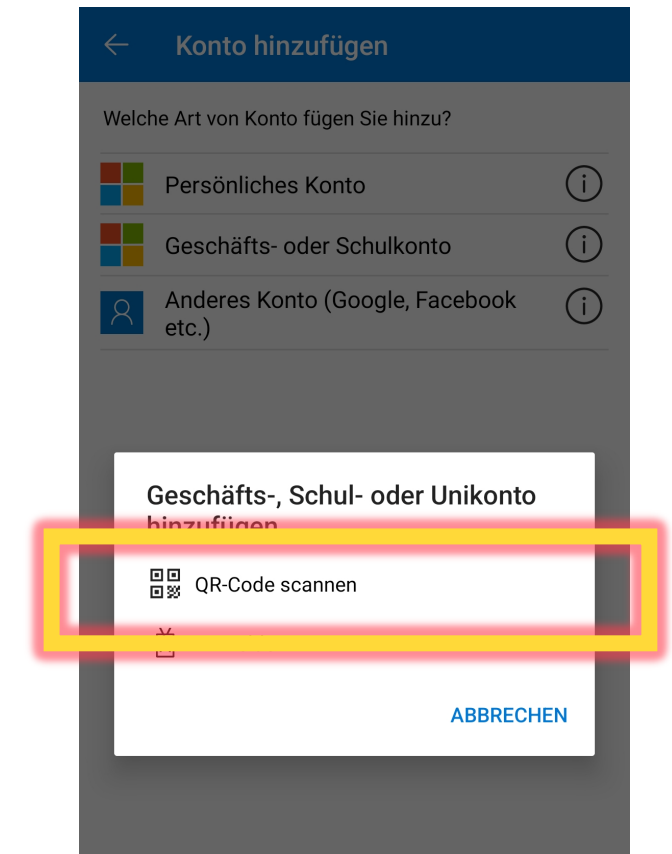 Konto hinzufügen
Welche Art von Konto fügen Sie hinzu?
Persönliches Konto
Geschäfts- oder Schulkonto
Anderes Konto (Google, Facebook
etc.)
Geschäfts-, Schul- oder Unikonto
hinzufügen
QR-Code scannen
ABBRECHEN